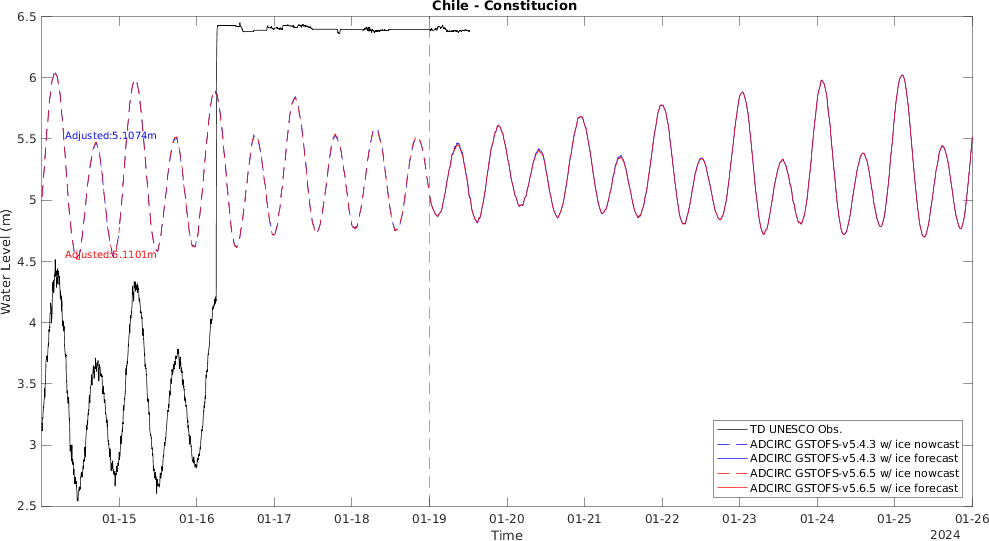 Chile - Constitucion
6.5
6
5.5
5
4.5
4
3.5
3
2.5
Water Level (m)
Adjusted:5.1074m
Adjusted:5.1101m
TD UNESCO Obs.
ADCIRC GSTOFS-v5.4.3 w/ ice nowcast
ADCIRC GSTOFS-v5.4.3 w/ ice forecast
ADCIRC GSTOFS-v5.6.5 w/ ice nowcast
ADCIRC GSTOFS-v5.6.5 w/ ice forecast
01-15 01-16 01-17 01-18 01-19 01-20 01-21 01-22 01-23 01-24 01-25 01-26
Time
2024